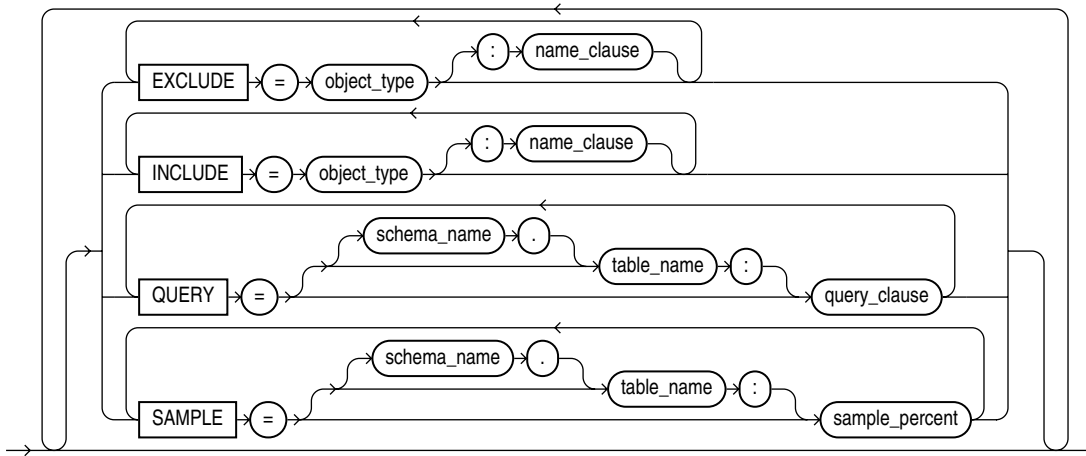 : name_clause
EXCLUDE = object_type
: name_clause
INCLUDE = object_type
schema_name .
table_name :
QUERY = query_clause
schema_name .
table_name :
SAMPLE = sample_percent